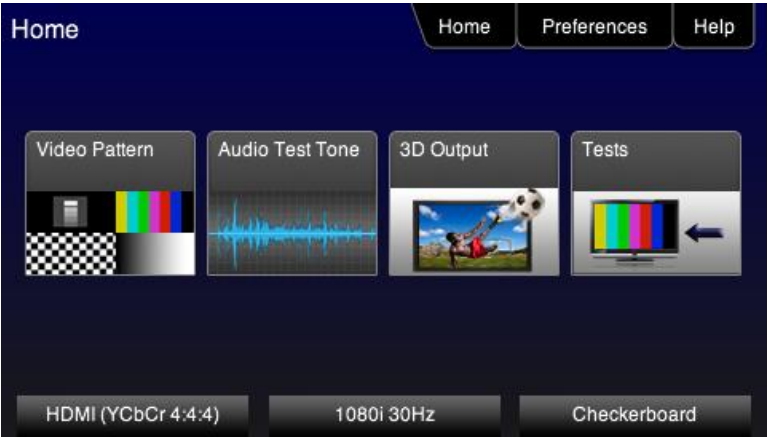 Home
Home
Preferences
Help
Video Pattern
Audio Test Tone
3D Output
Tests
HDMI (YCbCr 4:4:4)
1080i 30Hz
Checkerboard